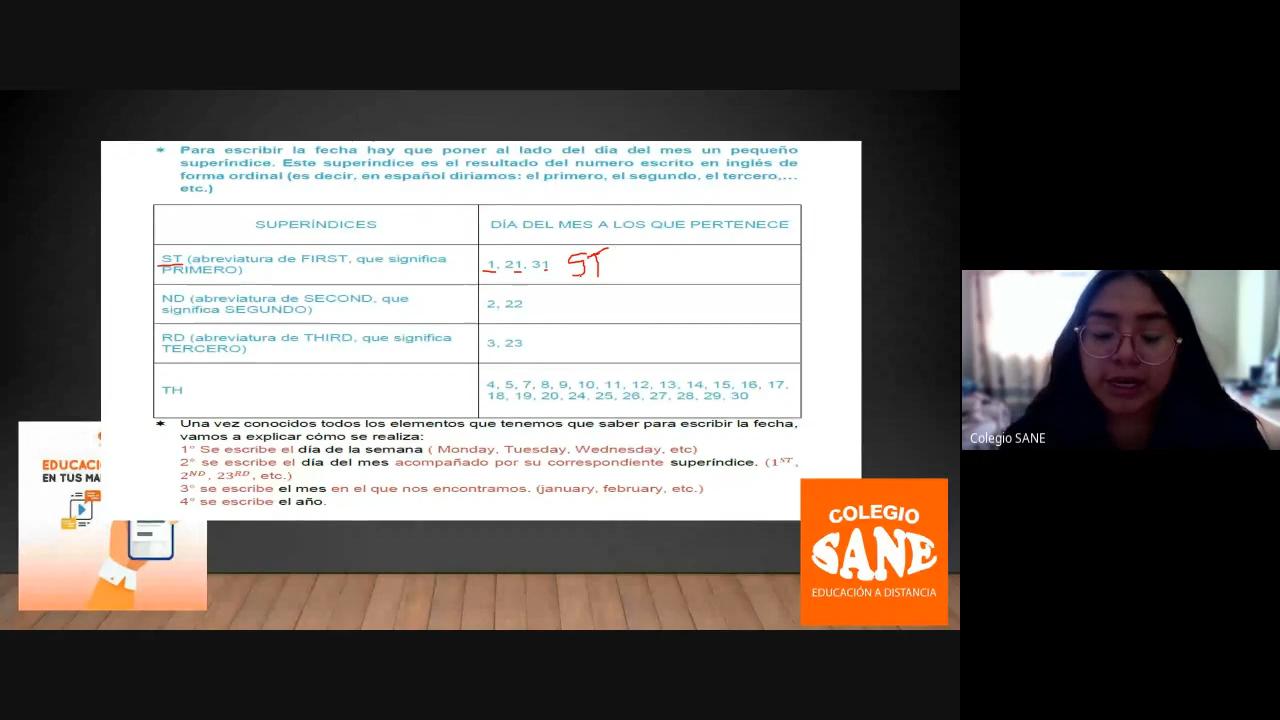 * Para escribir la fecha hay que poner al lado del día del mes un pequeño
superíndice. Este superíndice es el resultado del numero escrito en inglés de
forma ordinal (es decir, en español diriamos: el primero, el segundo, el tercero,...
etc.)
SUPERÍNDICES
DÍA DEL MES A LOS QUE PERTENECE
ST (abreviatura de FIRST, que significa
PRIMERO)
1, 21, 31 ST
ND (abreviatura de SECOND, que
significa SEGUNDO)
2, 22
RD (abreviatura de THIRD, que significa
TERCERO)
3, 23
TH
4, 5, 7, 8, 9, 10, 11, 12, 13, 14, 15, 16, 17,
18, 19, 20, 24, 25, 26, 27, 28, 29, 30
* Una vez conocidos todos los elementos que tenemos que saber para escribir la fecha,
vamos a explicar cómo se realiza:
1° Se escribe el día de la semana ( Monday, Tuesday, Wednesday, etc)
2° se escribe el día del mes acompañado por su correspondiente superíndice. (1ST,
2ND, 23RD, etc.)
3° se escribe el mes en el que nos encontramos. (january, february, etc.)
4° se escribe el año.
EN TUS
COLEGIO
SANE
EDUCACIÓN A DISTANCIA
Colegio SANE